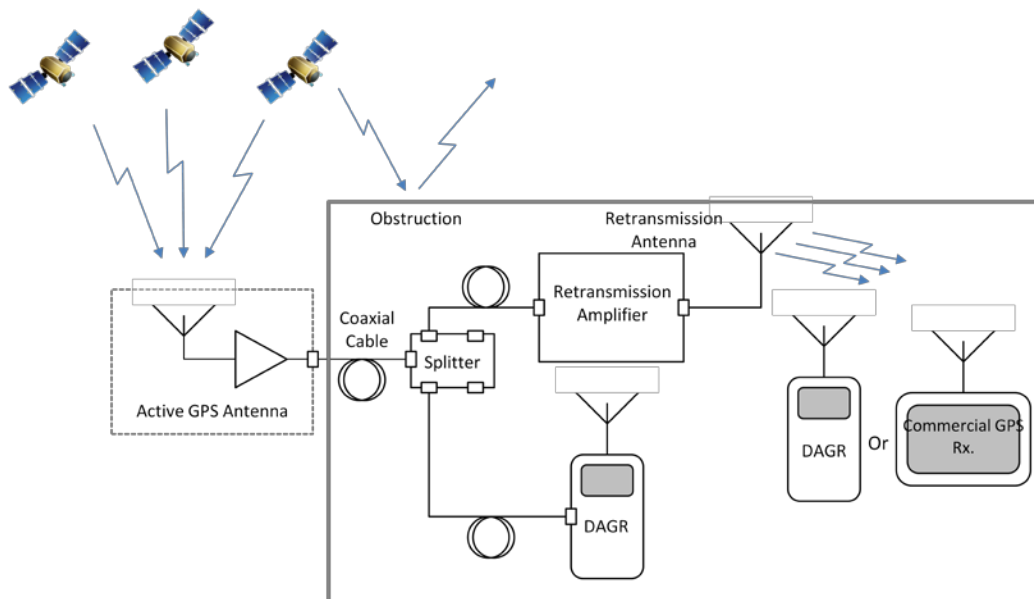 Obstruction
Retransmission
Antenna
Retransmission
Amplifier
Coaxial
Cable
Splitter
Active GPS Antenna
DAGR
DAGR
Or
Commercial GPS
Rx.